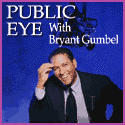 PUBLIC
EYE
With
Bryant Gumbel